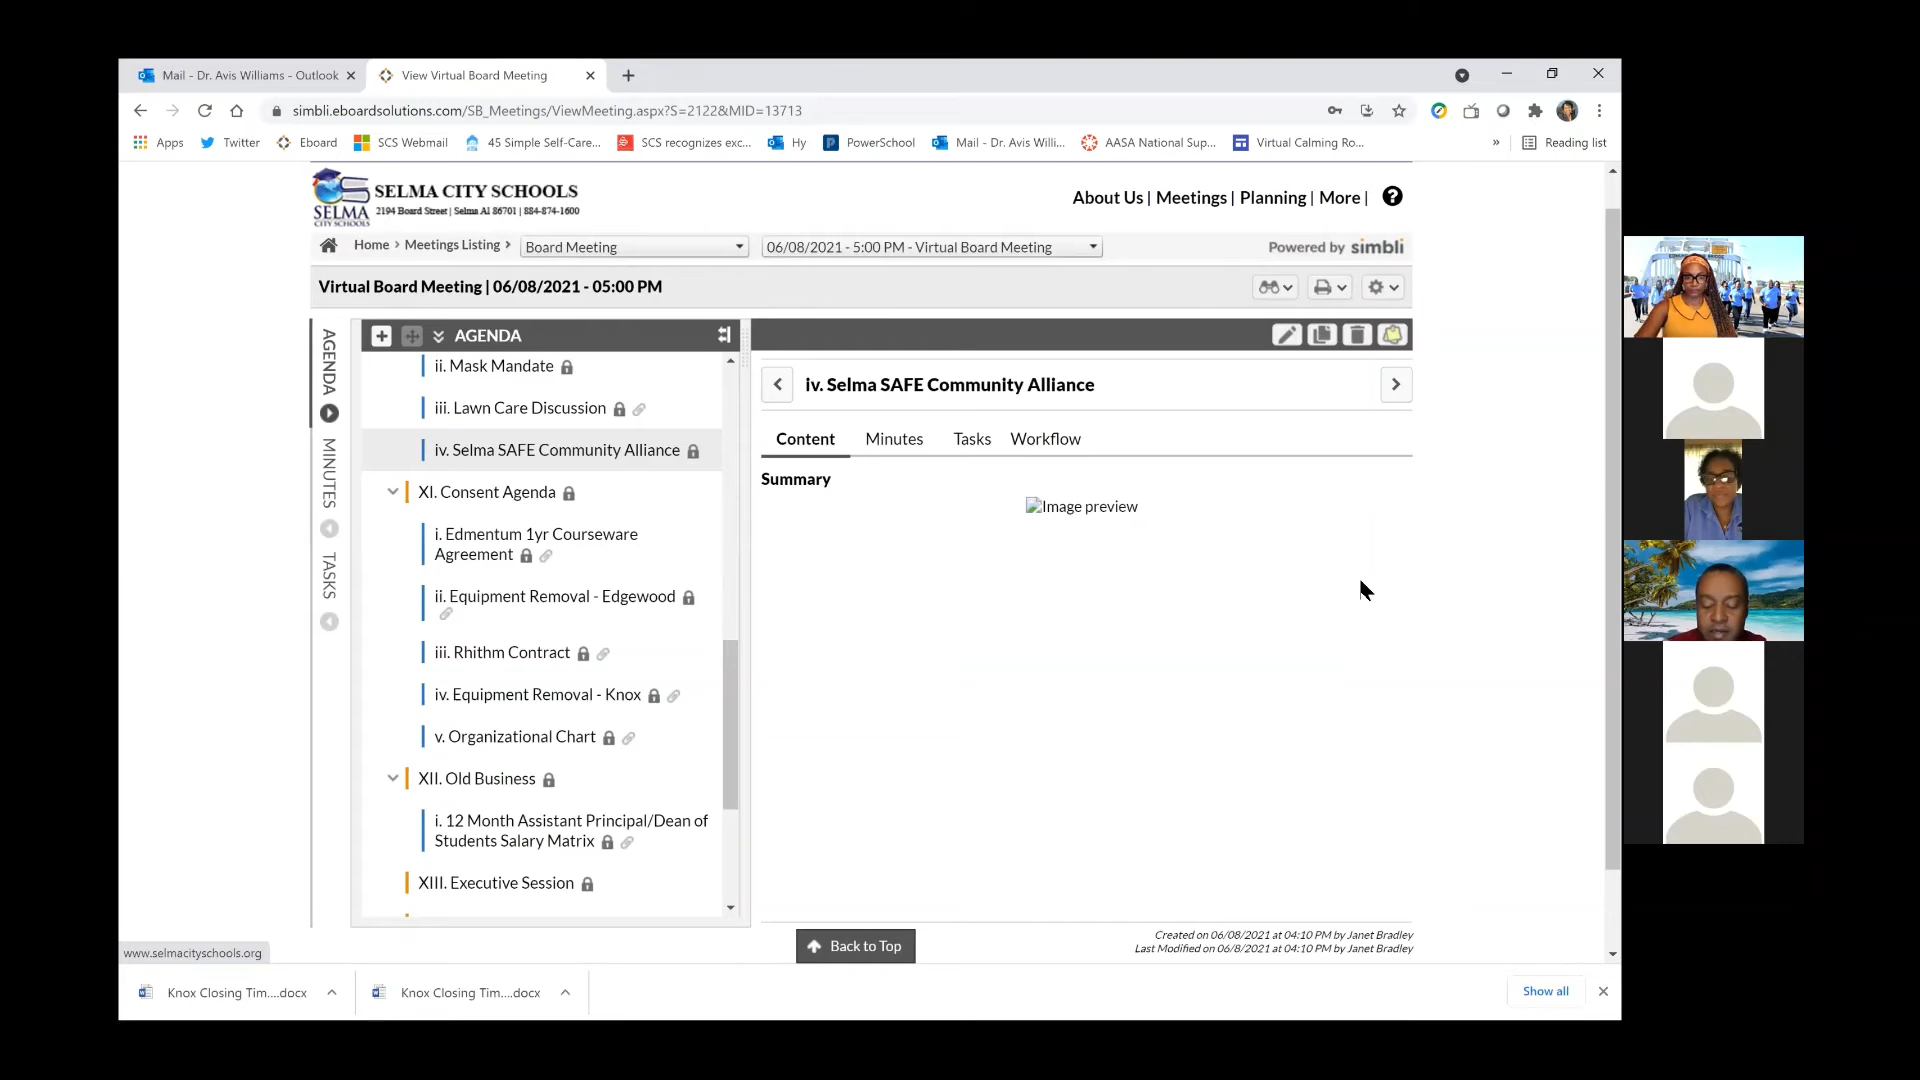 Mail - Dr. Avis Williams - Outlook
View Virtual Board Meeting
simbli.eboardsolutions.com/SB_Meetings/ViewMeeting.aspx?S=2122&MID=13713
Apps
Twitter
Eboard
SCS Webmail
45 Simple Self-Care...
SCS recognizes exc...
Hy
PowerSchool
Mail - Dr. Avis Willi...
AASA National Sup...
Virtual Calming Ro...
»
Reading list
SELMA CITY SCHOOLS
2194 Board Street | Selma Al 86701 | 884-874-1600
SELMA
CITY SCHOOLS
About Us | Meetings | Planning | More |
Home > Meetings Listing >
Board Meeting
06/08/2021 - 5:00 PM - Virtual Board Meeting
Powered by simbli
Virtual Board Meeting | 06/08/2021 - 05:00 PM
AGENDA
MINUTES
TASKS
AGENDA
ii. Mask Mandate
iii. Lawn Care Discussion
iv. Selma SAFE Community Alliance
XI. Consent Agenda
i. Edmentum 1yr Courseware
Agreement
ii. Equipment Removal - Edgewood
iii. Rhithm Contract
iv. Equipment Removal - Knox
v. Organizational Chart
XII. Old Business
i. 12 Month Assistant Principal/Dean of
Students Salary Matrix
XIII. Executive Session
iv. Selma SAFE Community Alliance
Content
Minutes
Tasks
Workflow
Summary
Image preview
Created on 06/08/2021 at 04:10 PM by Janet Bradley
Last Modified on 06/8/2021 at 04:10 PM by Janet Bradley
Back to Top
www.selmacityschools.org
Knox Closing Tim....docx
Knox Closing Tim....docx
Show all